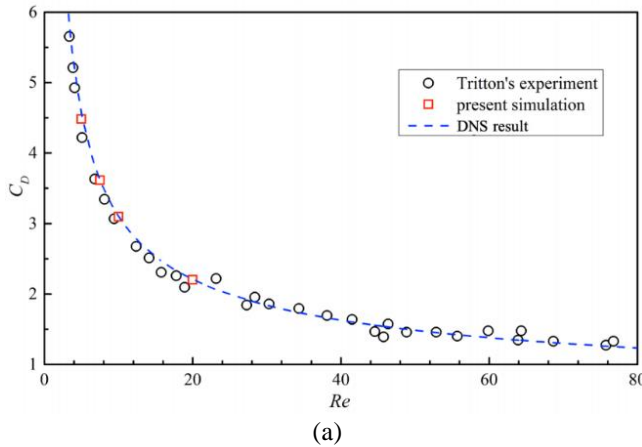 6
5
4
3
2
1
C_D
Tritton's experiment
present simulation
DNS result
0 20 40 60 80
Re
(a)